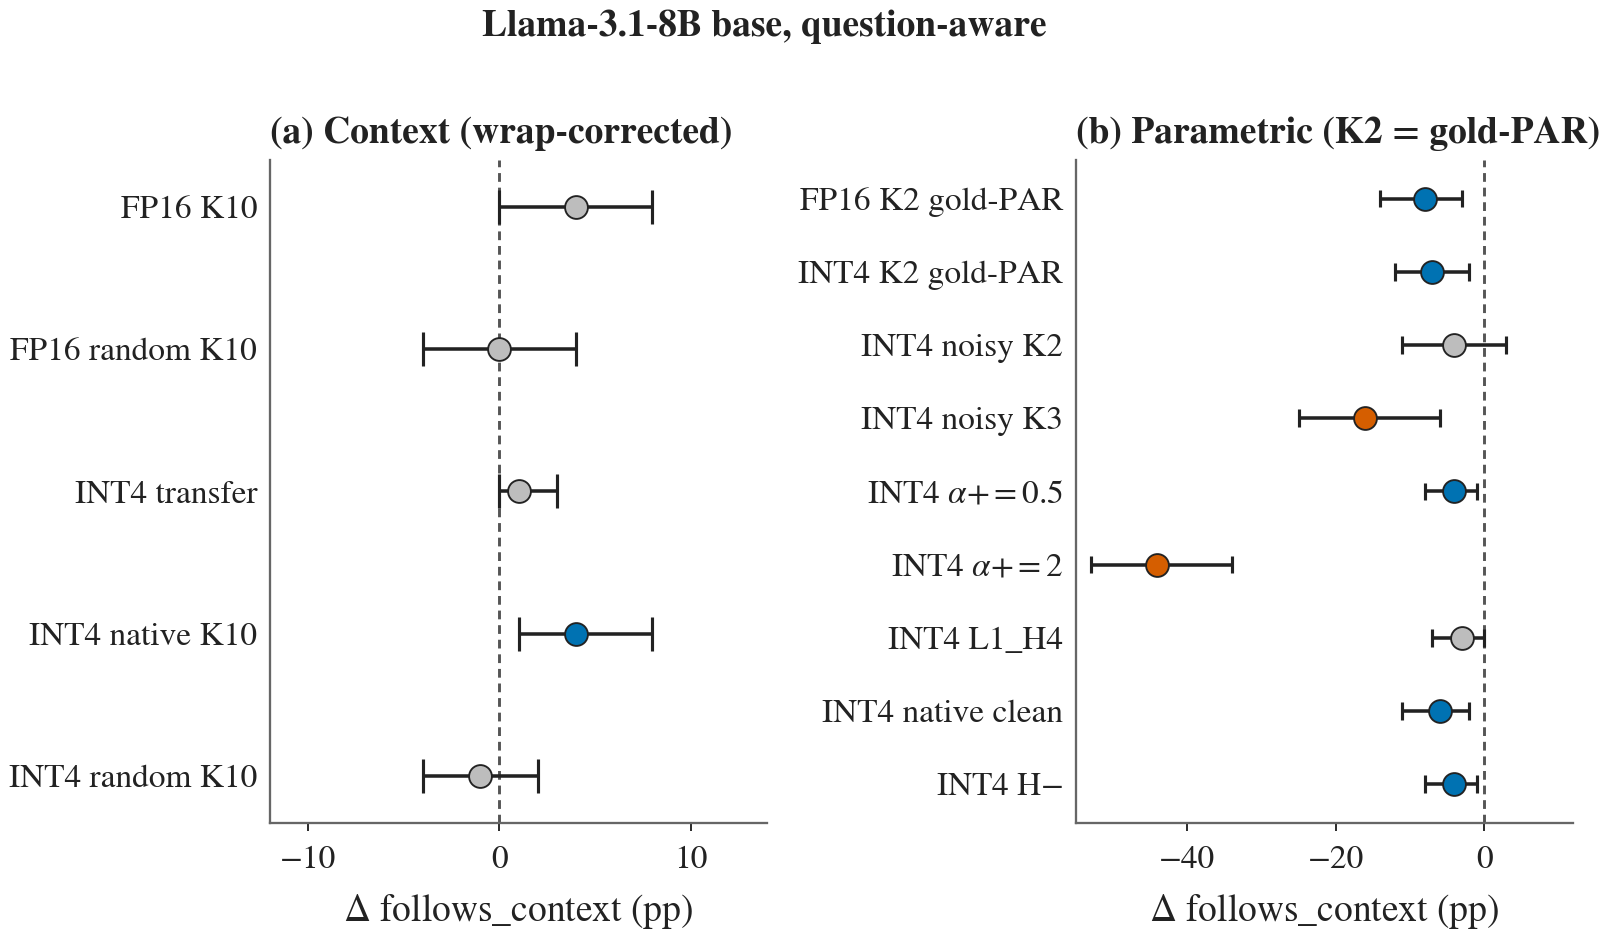 Llama-3.1-8B base, question-aware
(a) Context (wrap-corrected)
FP16 K10
FP16 random K10
INT4 transfer
INT4 native K10
INT4 random K10
−10 0 10
Δ follows_context (pp)
(b) Parametric (K2 = gold-PAR)
FP16 K2 gold-PAR
INT4 K2 gold-PAR
INT4 noisy K2
INT4 noisy K3
INT4 α+=0.5
INT4 α+=2
INT4 L1_H4
INT4 native clean
INT4 H−
−40 −20 0
Δ follows_context (pp)